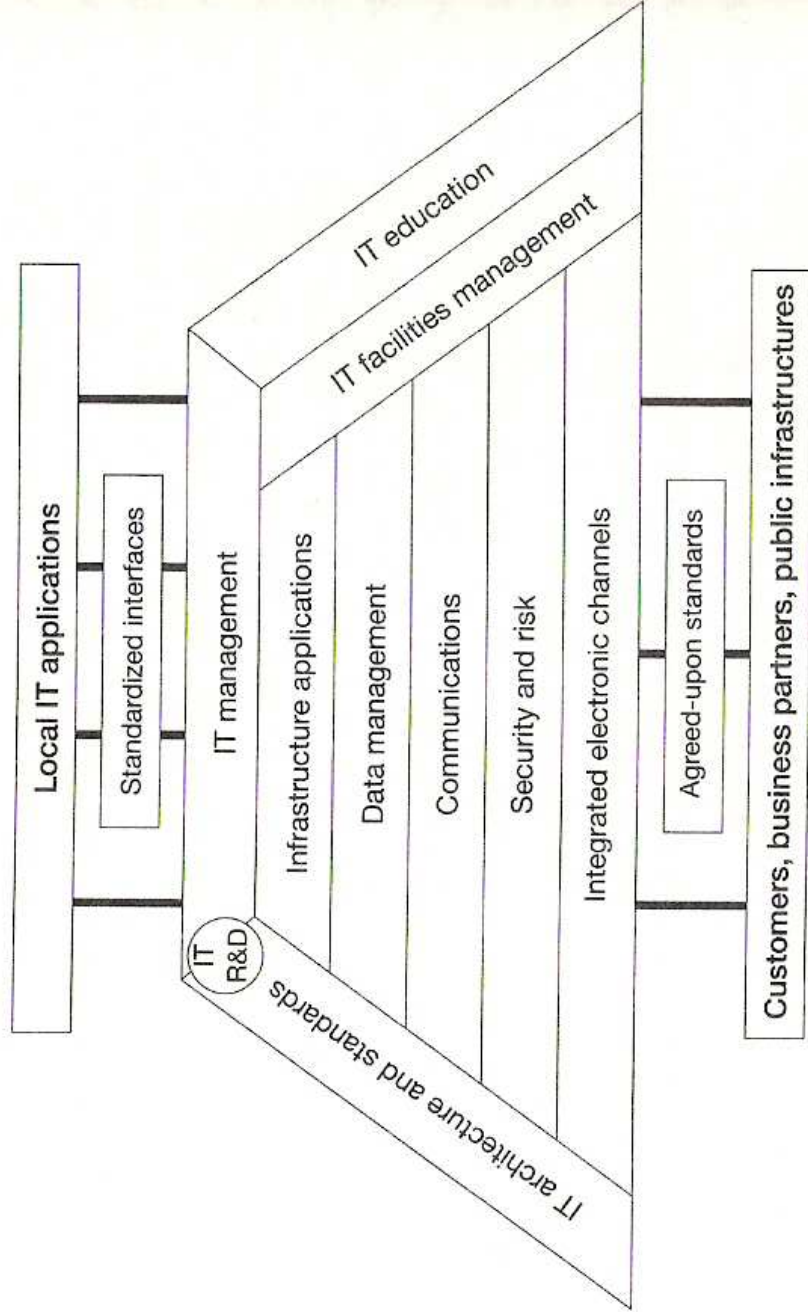 Local IT applications
Standardized interfaces
IT management
IT
R&D
IT architecture and standards
Infrastructure applications
Data management
Communications
Security and risk
Integrated electronic channels
IT facilities management
IT education
Agreed-upon standards
Customers, business partners, public infrastructures